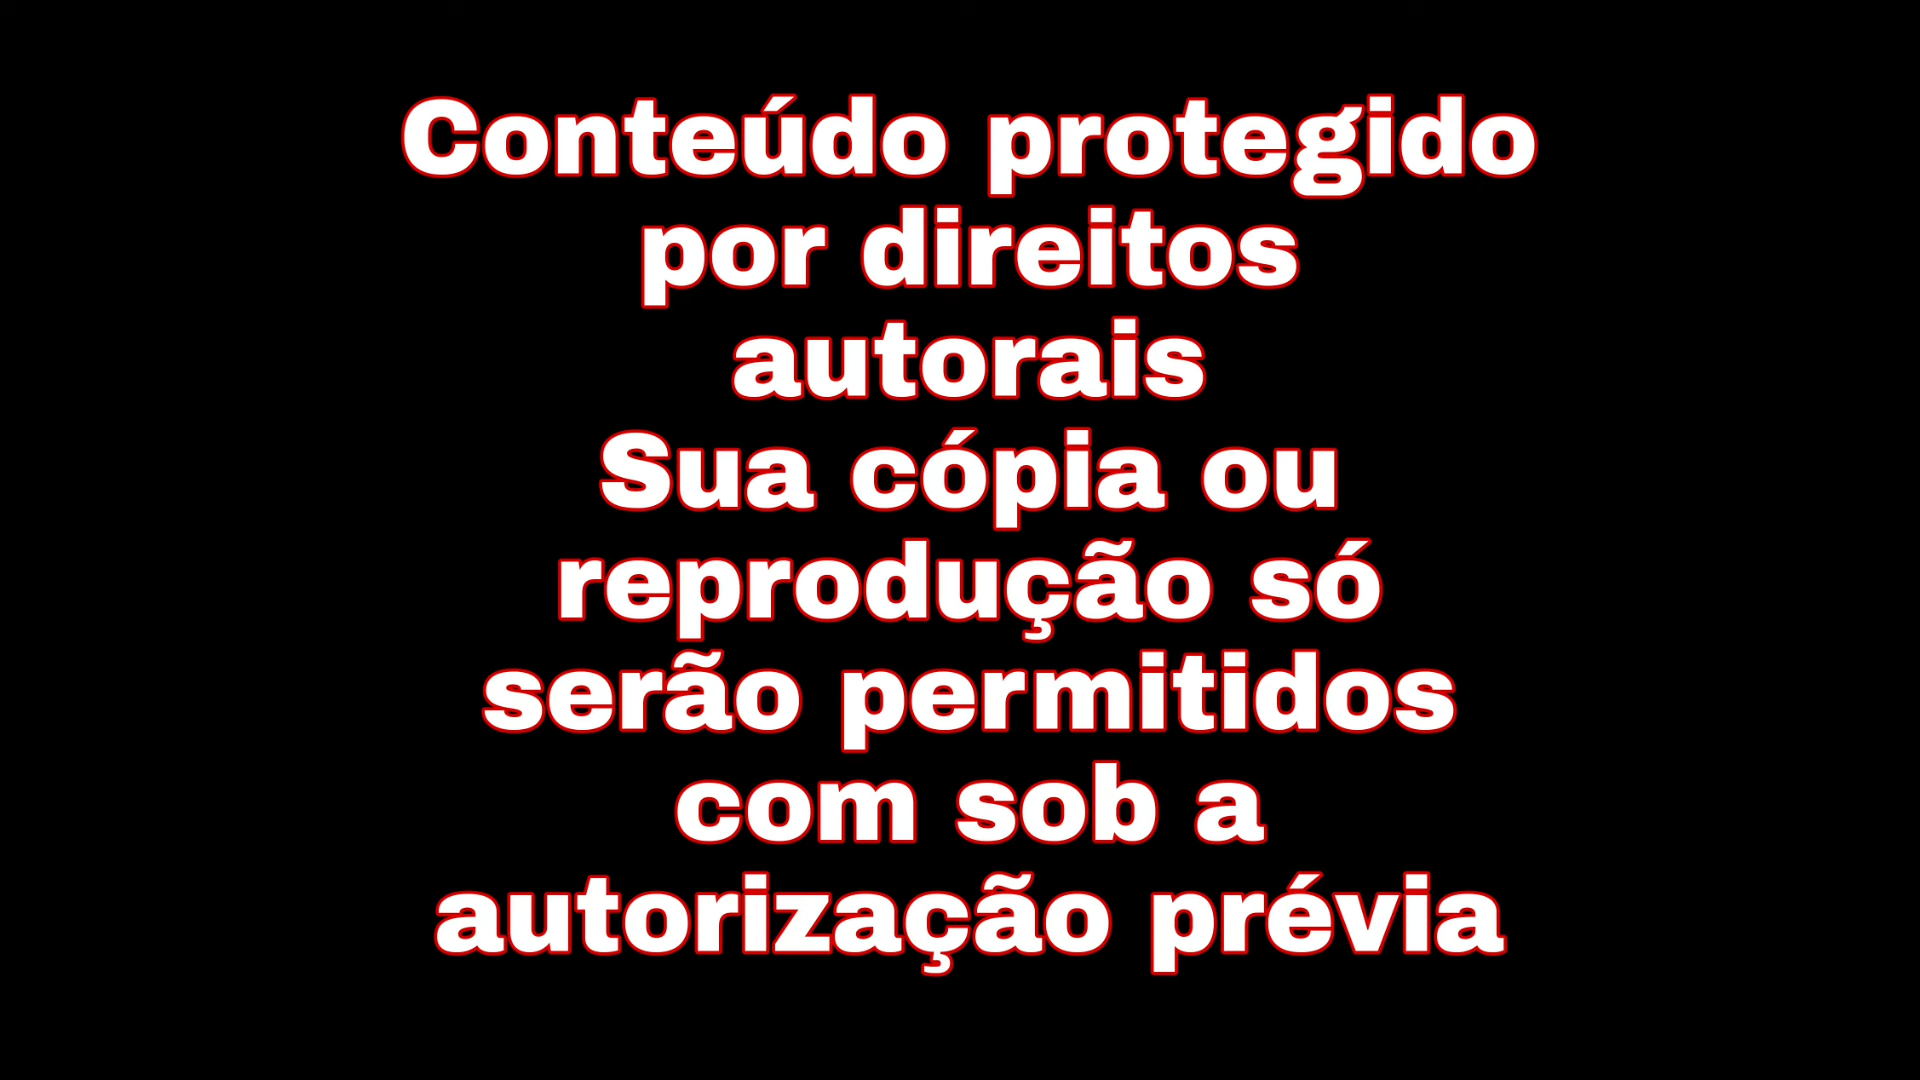 Conteúdo protegido
por direitos
autorais
Sua cópia ou
reprodução só
serão permitidos
com sob a
autorização prévia